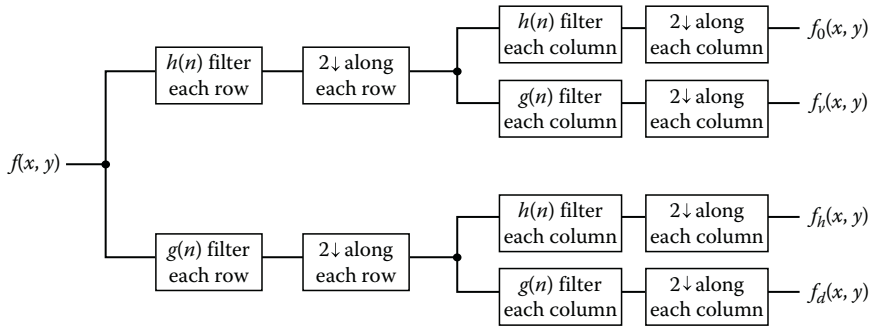 h(n) filter
each column
2↓ along
each column
f₀(x, y)
h(n) filter
each row
2↓ along
each row
g(n) filter
each column
2↓ along
each column
fᵥ(x, y)
f(x, y)
h(n) filter
each column
2↓ along
each column
fₕ(x, y)
g(n) filter
each row
2↓ along
each row
g(n) filter
each column
2↓ along
each column
f_d(x, y)